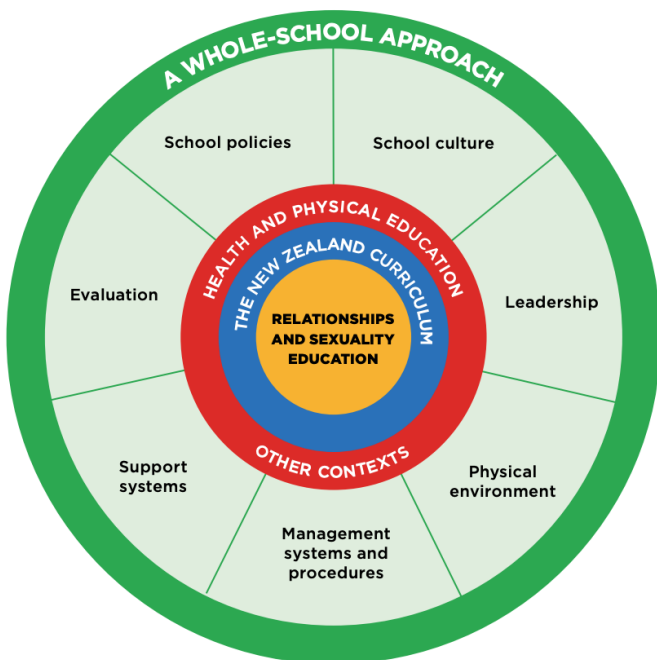 A WHOLE-SCHOOL APPROACH
School policies
School culture
HEALTH AND PHYSICAL EDUCATION
THE NEW ZEALAND CURRICULUM
Evaluation
RELATIONSHIPS
AND SEXUALITY
EDUCATION
Leadership
OTHER CONTEXTS
Support
systems
Physical
environment
Management
systems and
procedures